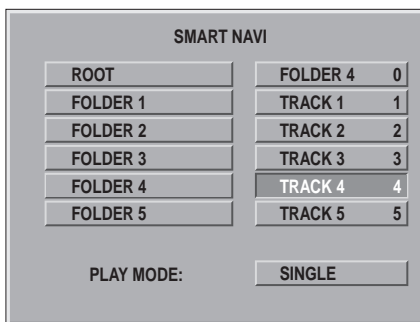 SMART NAVI
ROOT FOLDER 4 0
FOLDER 1 TRACK 1 1
FOLDER 2 TRACK 2 2
FOLDER 3 TRACK 3 3
FOLDER 4 TRACK 4 4
FOLDER 5 TRACK 5 5
PLAY MODE: SINGLE